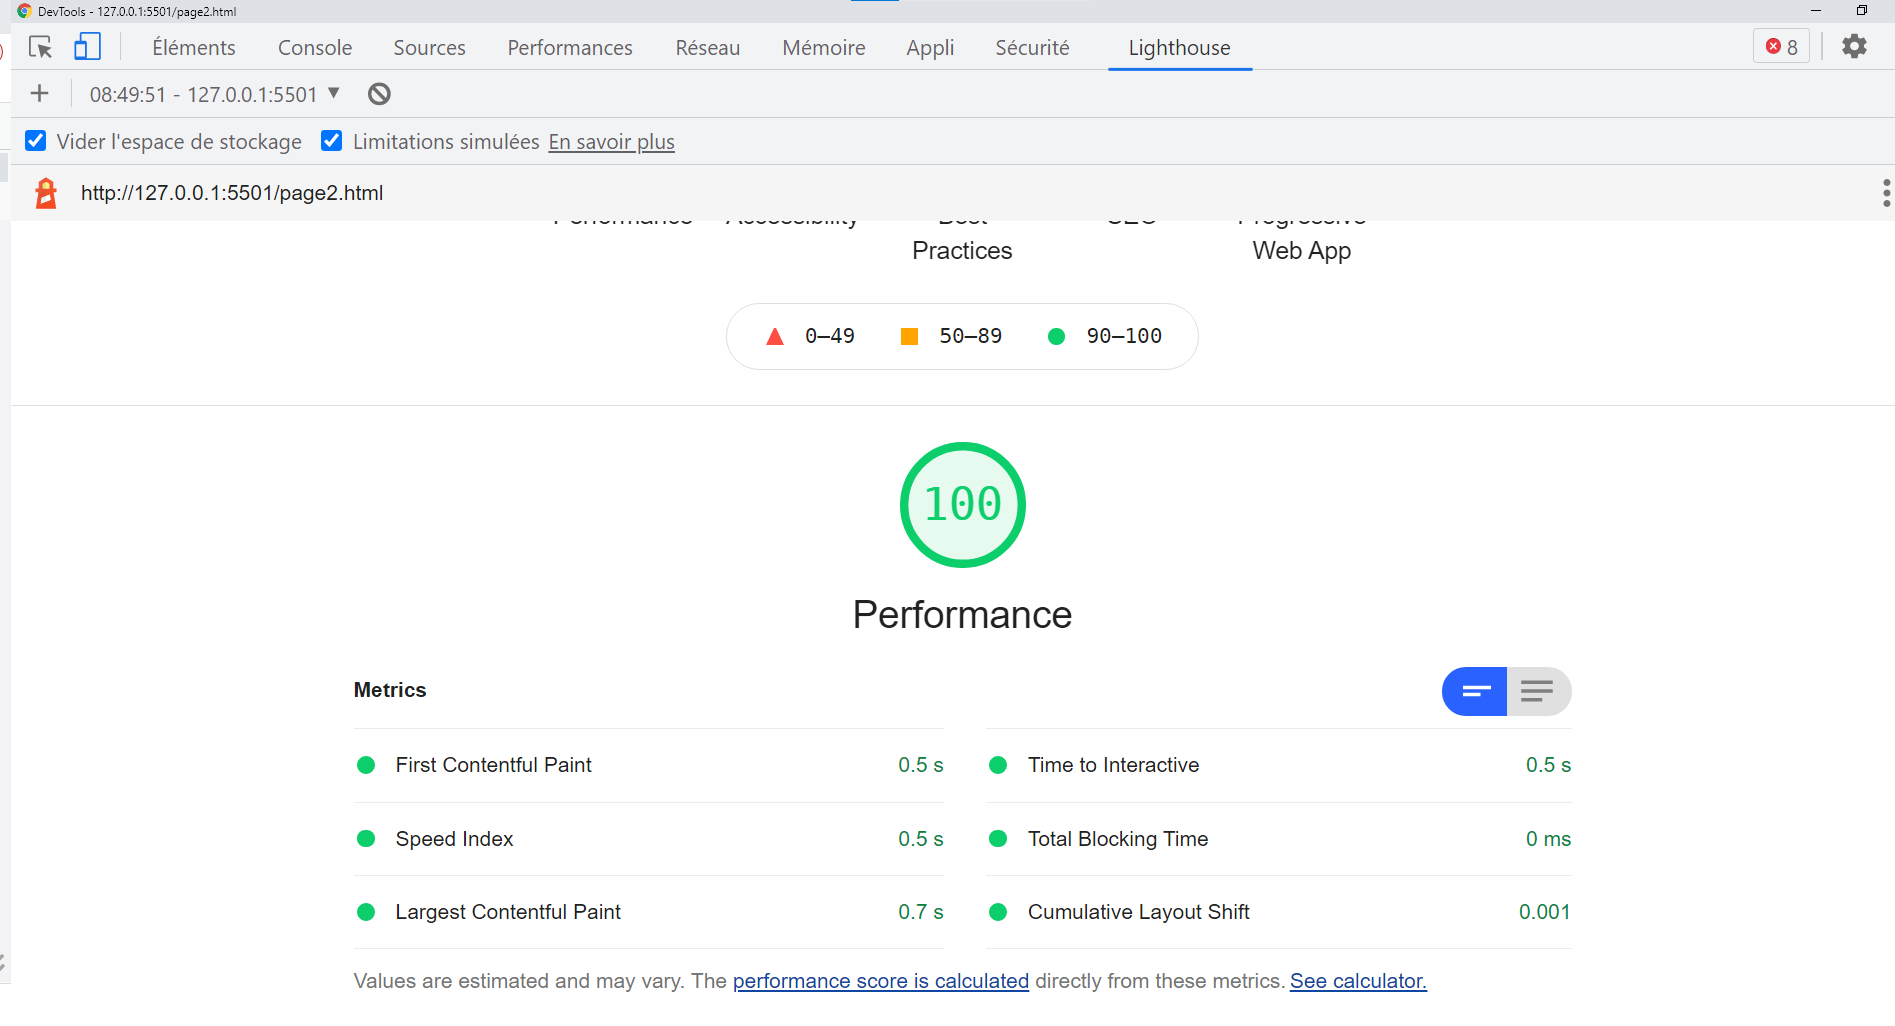 DevTools - 127.0.0.1:5501/page2.html
Éléments Console Sources Performances Réseau Mémoire Appli Sécurité Lighthouse 8
08:49:51 - 127.0.0.1:5501
Vider l'espace de stockage Limitations simulées En savoir plus
http://127.0.0.1:5501/page2.html
Performance Accessibility Best SEO Progressive
Practices Web App
0–49 50–89 90–100
100
Performance
Metrics
First Contentful Paint 0.5 s
Time to Interactive 0.5 s
Speed Index 0.5 s
Total Blocking Time 0 ms
Largest Contentful Paint 0.7 s
Cumulative Layout Shift 0.001
Values are estimated and may vary. The performance score is calculated directly from these metrics. See calculator.